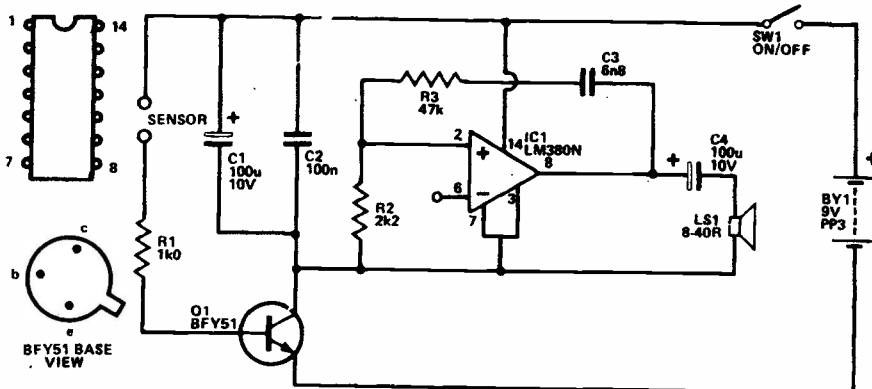 1
14
7
8
SENSOR
+
C1
100u
10V
C2
100n
R1
1k0
R3
47k
C3
6n8
2
+
14
IC1
LM380N
8
6
−
3
7
R2
2k2
+
C4
100u
10V
LS1
8-40R
SW1
ON/OFF
+
BY1
9V
PP3
Q1
BFY51
c
b
e
BFY51 BASE
VIEW